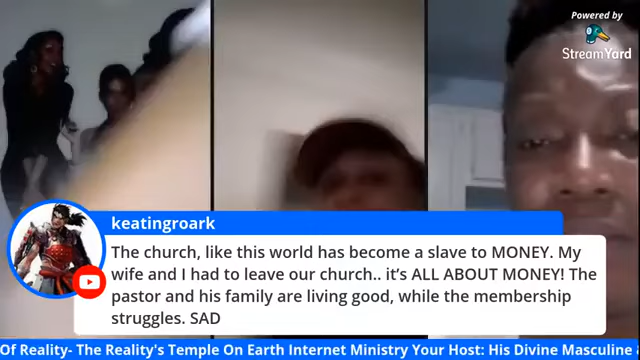 Powered by
StreamYard
keatingroark
The church, like this world has become a slave to MONEY. My
wife and I had to leave our church.. it's ALL ABOUT MONEY! The
pastor and his family are living good, while the membership
struggles. SAD
Of Reality- The Reality's Temple On Earth Internet Ministry Your Host: His Divine Masculine